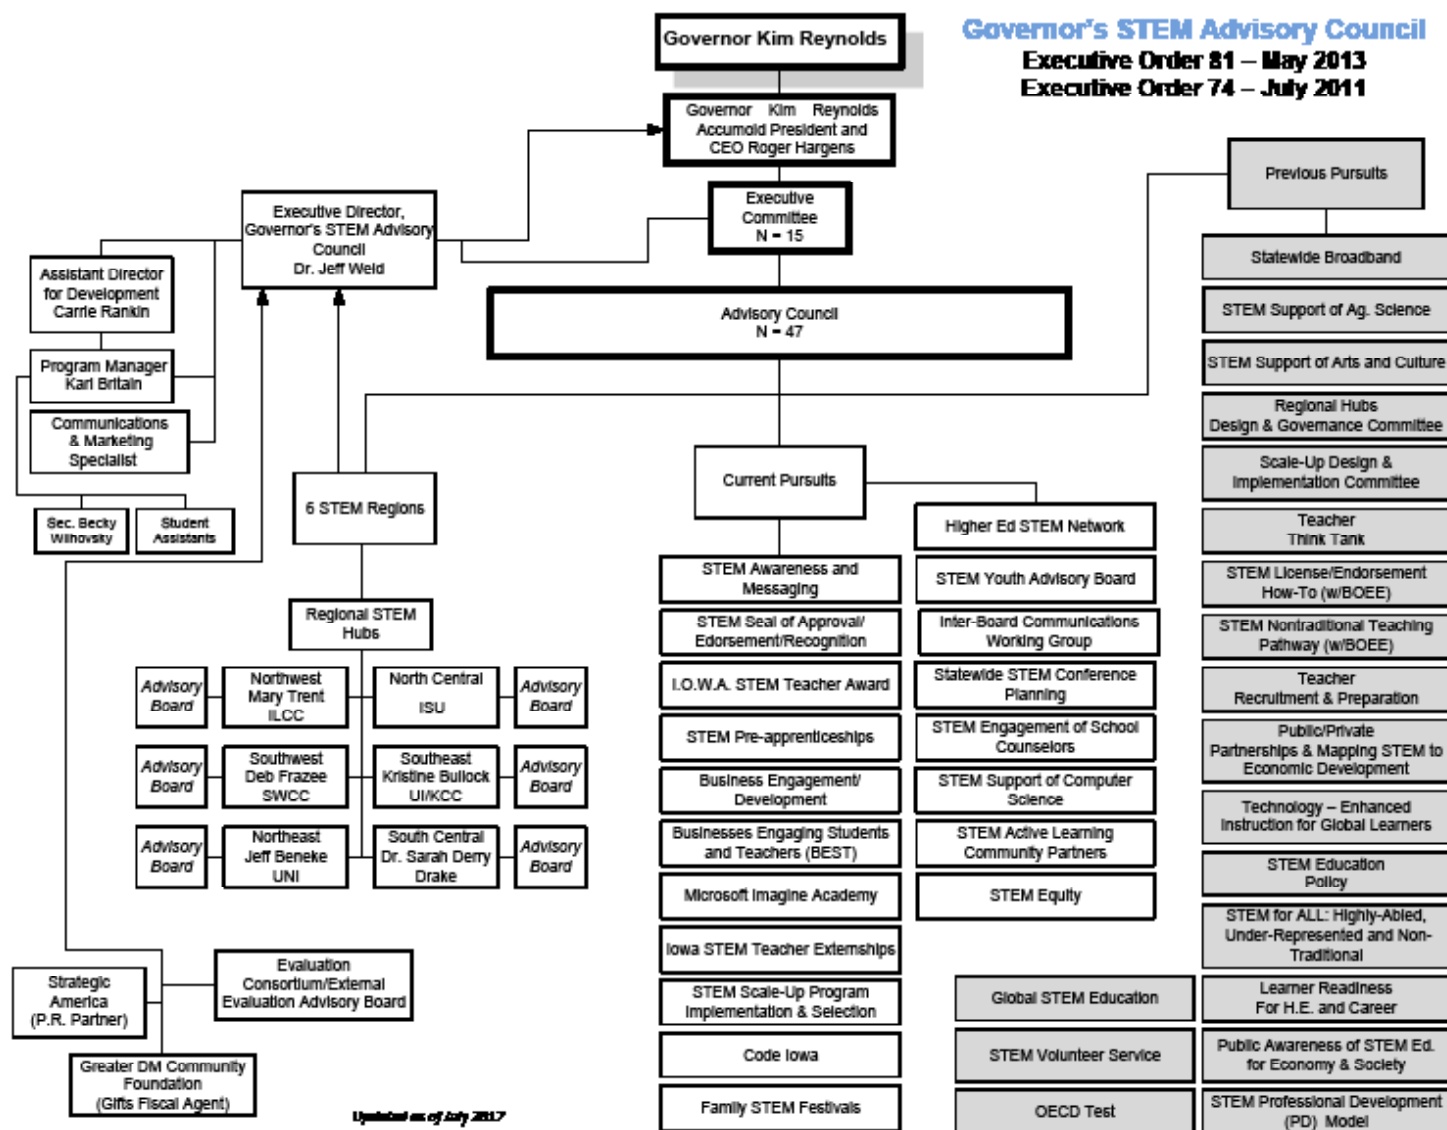 Governor's STEM Advisory Council
Executive Order 81 – May 2013
Executive Order 74 – July 2011
Governor Kim Reynolds
Governor Kim Reynolds
Accumold President and
CEO Roger Hargens
Executive
Committee
N = 15
Advisory Council
N = 47
Executive Director,
Governor's STEM Advisory
Council
Dr. Jeff Weld
Assistant Director
for Development
Carrie Rankin
Program Manager
Kari Britain
Communications
& Marketing
Specialist
Sec. Becky
Wilhovsky
Student
Assistants
6 STEM Regions
Regional STEM
Hubs
Advisory
Board
Northwest
Mary Trent
ILCC
North Central
ISU
Advisory
Board
Advisory
Board
Southwest
Deb Frazee
SWCC
Southeast
Kristine Bullock
UI/KCC
Advisory
Board
Advisory
Board
Northeast
Jeff Beneke
UNI
South Central
Dr. Sarah Derry
Drake
Advisory
Board
Strategic
America
(P.R. Partner)
Evaluation
Consortium/External
Evaluation Advisory Board
Greater DM Community
Foundation
(Gifts Fiscal Agent)
Updated as of July 2017
Current Pursuits
STEM Awareness and
Messaging
STEM Seal of Approval/
Edorsement/Recognition
I.O.W.A. STEM Teacher Award
STEM Pre-apprenticeships
Business Engagement/
Development
Businesses Engaging Students
and Teachers (BEST)
Microsoft Imagine Academy
Iowa STEM Teacher Externships
STEM Scale-Up Program
Implementation & Selection
Code Iowa
Family STEM Festivals
Higher Ed STEM Network
STEM Youth Advisory Board
Inter-Board Communications
Working Group
Statewide STEM Conference
Planning
STEM Engagement of School
Counselors
STEM Support of Computer
Science
STEM Active Learning
Community Partners
STEM Equity
Previous Pursuits
Statewide Broadband
STEM Support of Ag. Science
STEM Support of Arts and Culture
Regional Hubs
Design & Governance Committee
Scale-Up Design &
Implementation Committee
Teacher
Think Tank
STEM License/Endorsement
How-To (w/BOEE)
STEM Nontraditional Teaching
Pathway (w/BOEE)
Teacher
Recruitment & Preparation
Public/Private
Partnerships & Mapping STEM to
Economic Development
Technology – Enhanced
Instruction for Global Learners
STEM Education
Policy
STEM for ALL: Highly-Abled,
Under-Represented and Non-
Traditional
Learner Readiness
For H.E. and Career
Public Awareness of STEM Ed.
for Economy & Society
STEM Professional Development
(PD) Model
Global STEM Education
STEM Volunteer Service
OECD Test